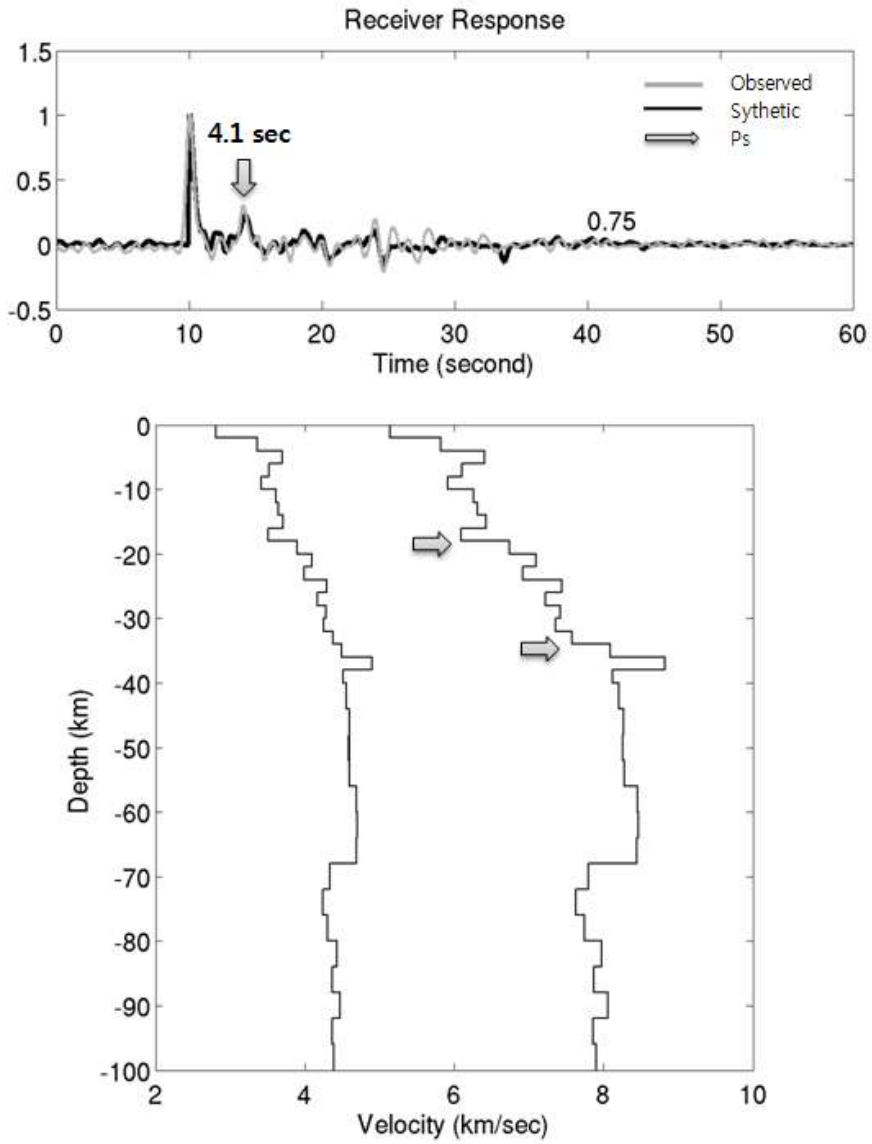 Receiver Response
1.5
1
0.5
0
-0.5
4.1 sec
Observed
Sythetic
Ps
0.75
0 10 20 30 40 50 60
Time (second)
0
-10
-20
-30
-40
-50
-60
-70
-80
-90
-100
Depth (km)
2 4 6 8 10
Velocity (km/sec)